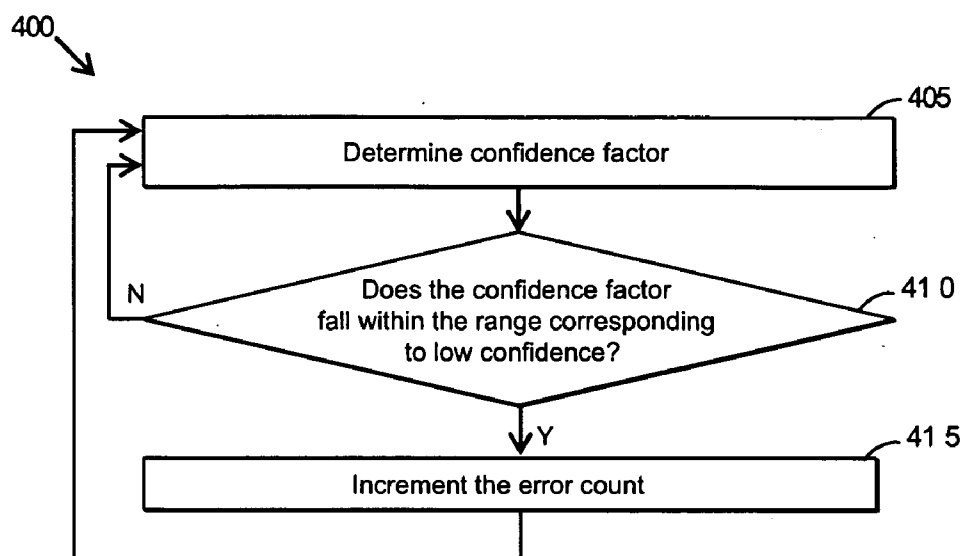 400
405
Determine confidence factor
N
Does the confidence factor
fall within the range corresponding
to low confidence?
41 0
Y
41 5
Increment the error count